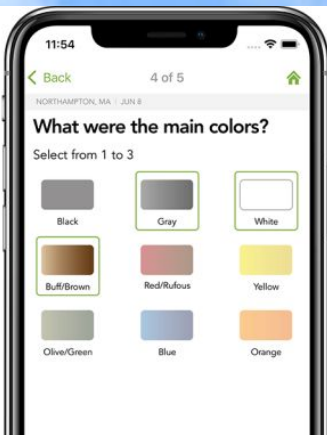 11:54
Back
4 of 5
NORTHAMPTON, MA | JUN 8
What were the main colors?
Select from 1 to 3
Black Gray White
Buff/Brown Red/Rufous Yellow
Olive/Green Blue Orange